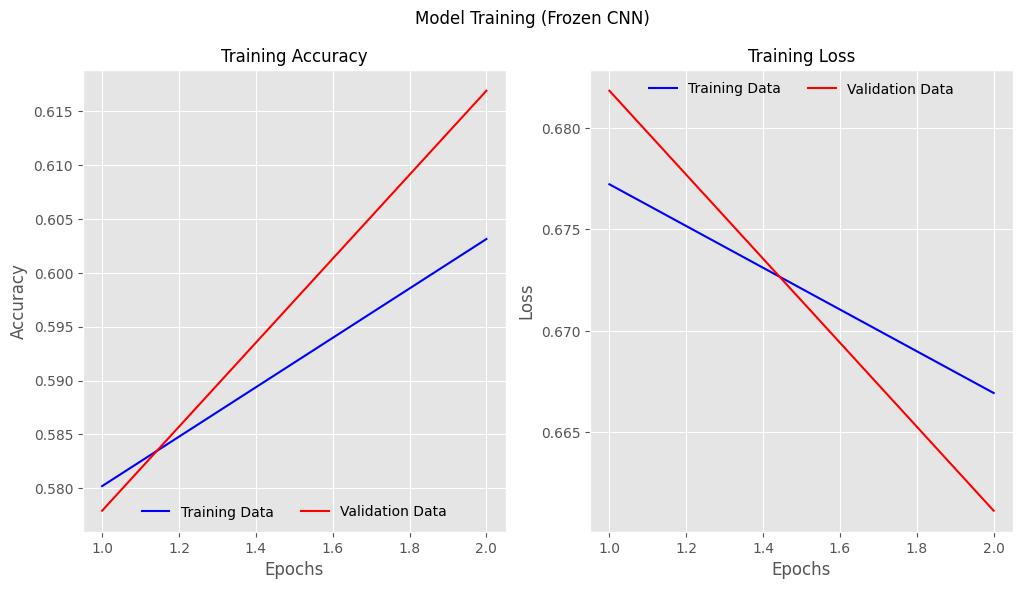 Model Training (Frozen CNN)
Training Accuracy
Accuracy
0.615
0.610
0.605
0.600
0.595
0.590
0.585
0.580
Training Data
Validation Data
1.0
1.2
1.4
1.6
1.8
2.0
Epochs
Training Loss
Training Data
Validation Data
Loss
0.680
0.675
0.670
0.665
1.0
1.2
1.4
1.6
1.8
2.0
Epochs